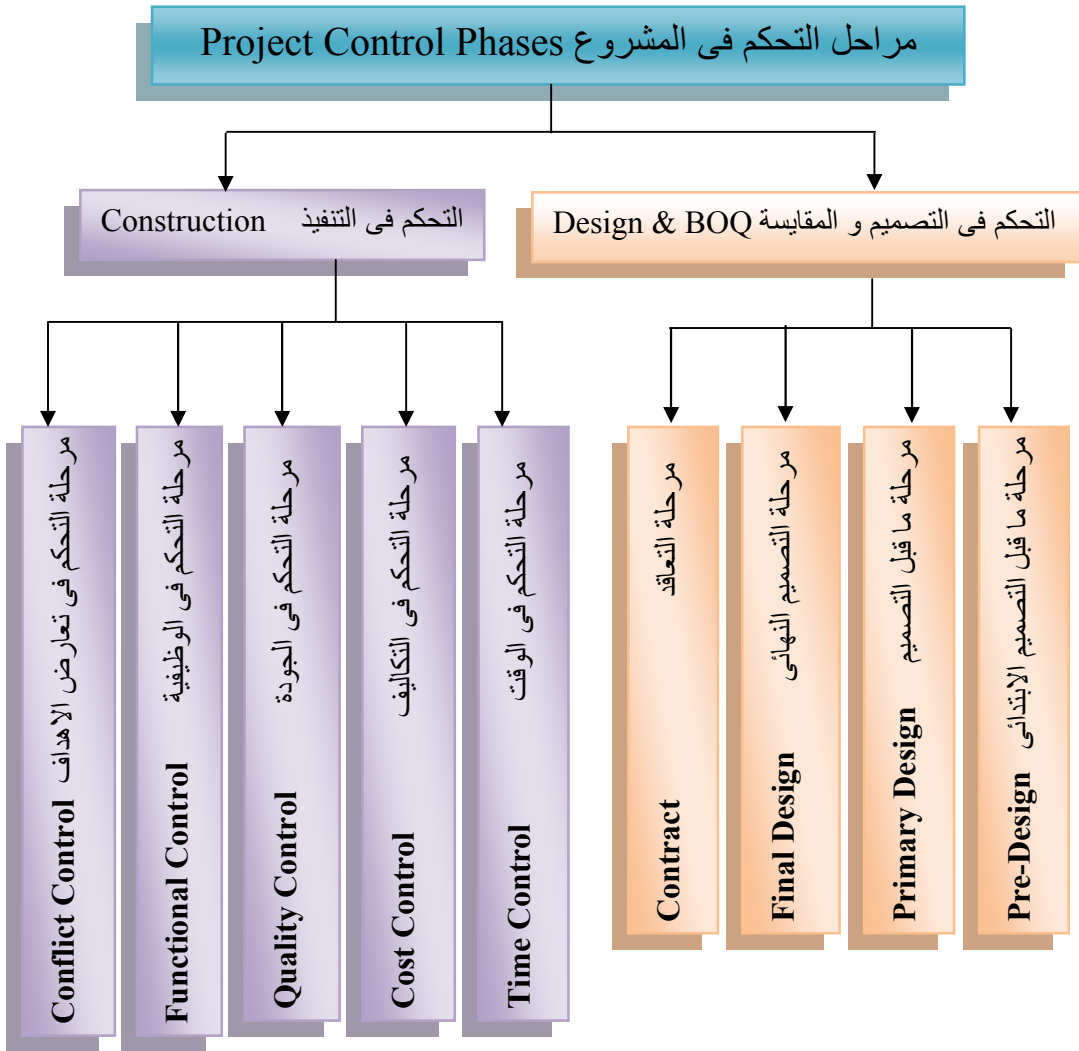 مراحل التحكم فى المشروع Project Control Phases
التحكم فى التصميم و المقايسة Design & BOQ
التحكم فى التنفيذ Construction
مرحلة ما قبل التصميم الابتدائى Pre-Design
مرحلة ما قبل التصميم Primary Design
مرحلة التصميم النهائى Final Design
مرحلة التعاقد Contract
مرحلة التحكم فى الوقت Time Control
مرحلة التحكم فى التكاليف Cost Control
مرحلة التحكم فى الجودة Quality Control
مرحلة التحكم فى الوظيفية Functional Control
مرحلة التحكم فى تعارض الاهداف Conflict Control